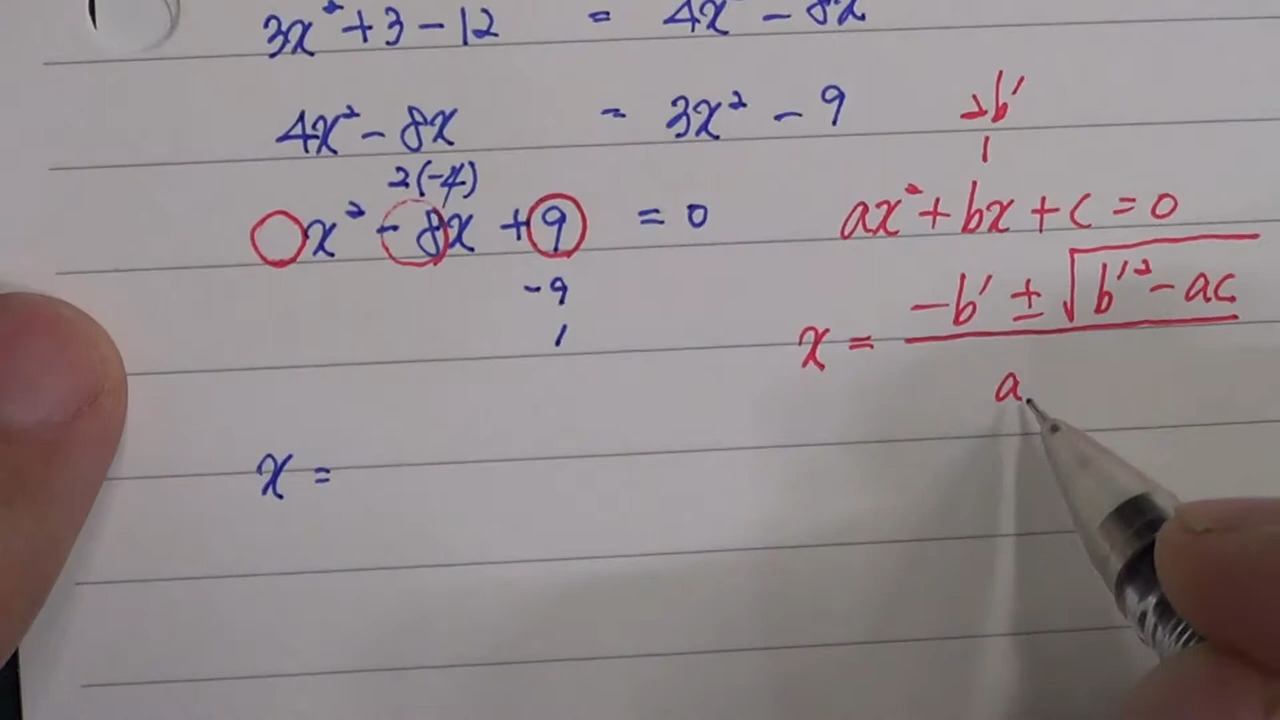 3x² + 3 - 12 = 4x² - 8x
4x² - 8x = 3x² - 9
2b'
2(-4)
x² - 8x + 9 = 0
ax² + bx + c = 0
-9
1
x = (-b' ± √(b'² - ac)) / a
x =